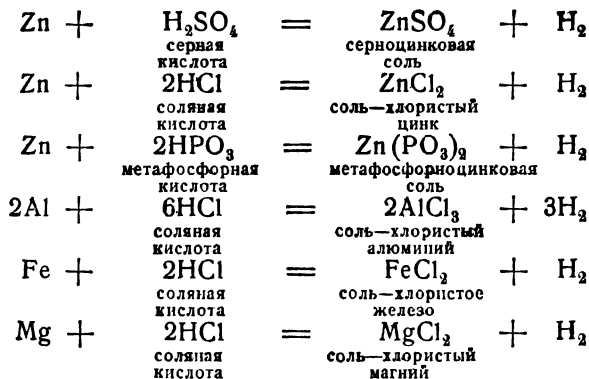 Zn + H₂SO₄ = ZnSO₄ + H₂
серная серноцинковая
кислота соль
Zn + 2HCl = ZnCl₂ + H₂
соляная соль—хлористый
кислота цинк
Zn + 2HPO₃ = Zn(PO₃)₂ + H₂
метафосфорная метафосфорноцинковая
кислота соль
2Al + 6HCl = 2AlCl₃ + 3H₂
соляная соль—хлористый
кислота алюминий
Fe + 2HCl = FeCl₂ + H₂
соляная соль—хлористое
кислота железо
Mg + 2HCl = MgCl₂ + H₂
соляная соль—хлористый
кислота магний